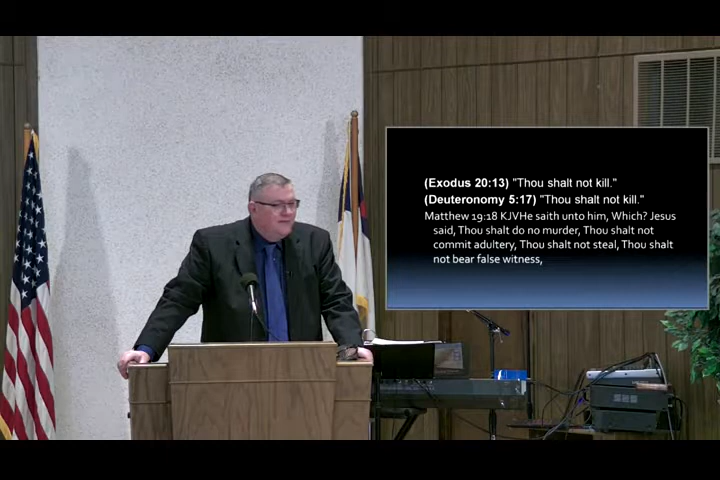 (Exodus 20:13) "Thou shalt not kill."
(Deuteronomy 5:17) "Thou shalt not kill."
Matthew 19:18 KJVHe saith unto him, Which? Jesus
said, Thou shalt do no murder, Thou shalt not
commit adultery, Thou shalt not steal, Thou shalt
not bear false witness,